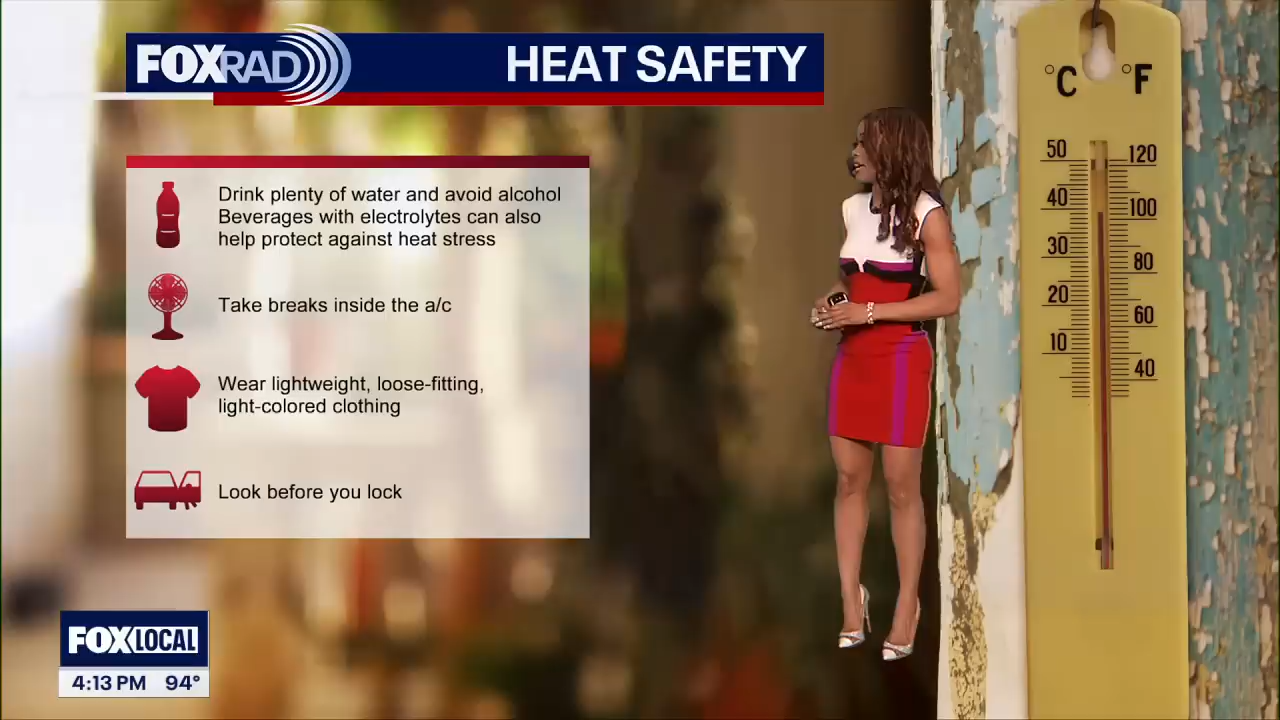 FOX RAD
HEAT SAFETY
Drink plenty of water and avoid alcohol
Beverages with electrolytes can also
help protect against heat stress
Take breaks inside the a/c
Wear lightweight, loose-fitting,
light-colored clothing
Look before you lock
°C °F
50 120
40 100
30 80
20 60
10 40
FOX LOCAL
4:13 PM 94°